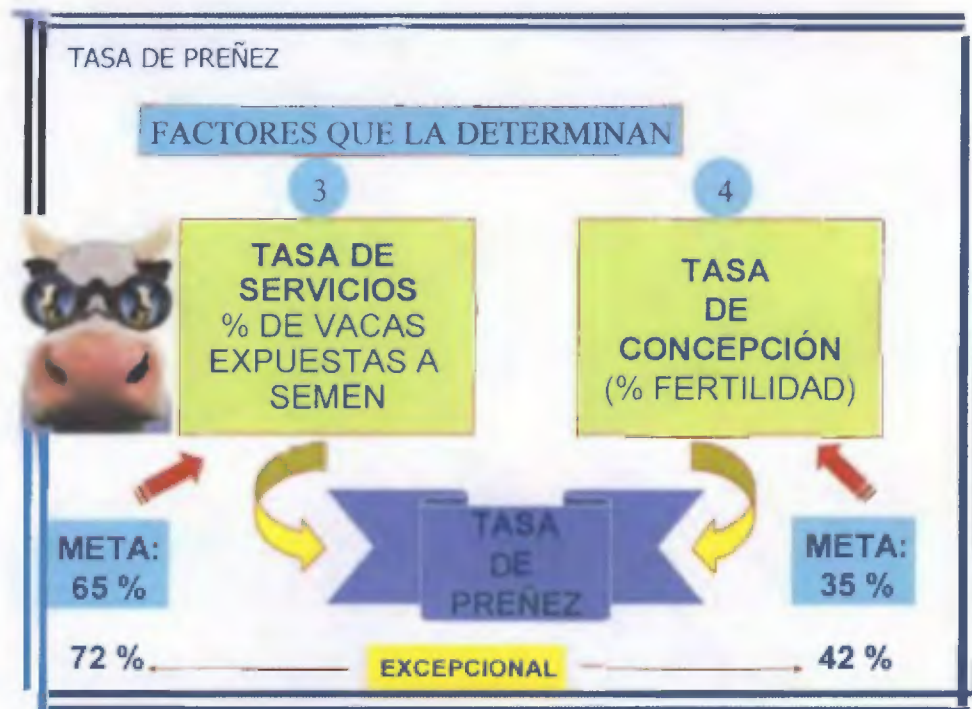 TASA DE PREÑEZ
FACTORES QUE LA DETERMINAN
3
TASA DE
SERVICIOS
% DE VACAS
EXPUESTAS A
SEMEN
4
TASA
DE
CONCEPCIÓN
(% FERTILIDAD)
META:
65 %
TASA
DE
PREÑEZ
META:
35 %
72 %
EXCEPCIONAL
42 %